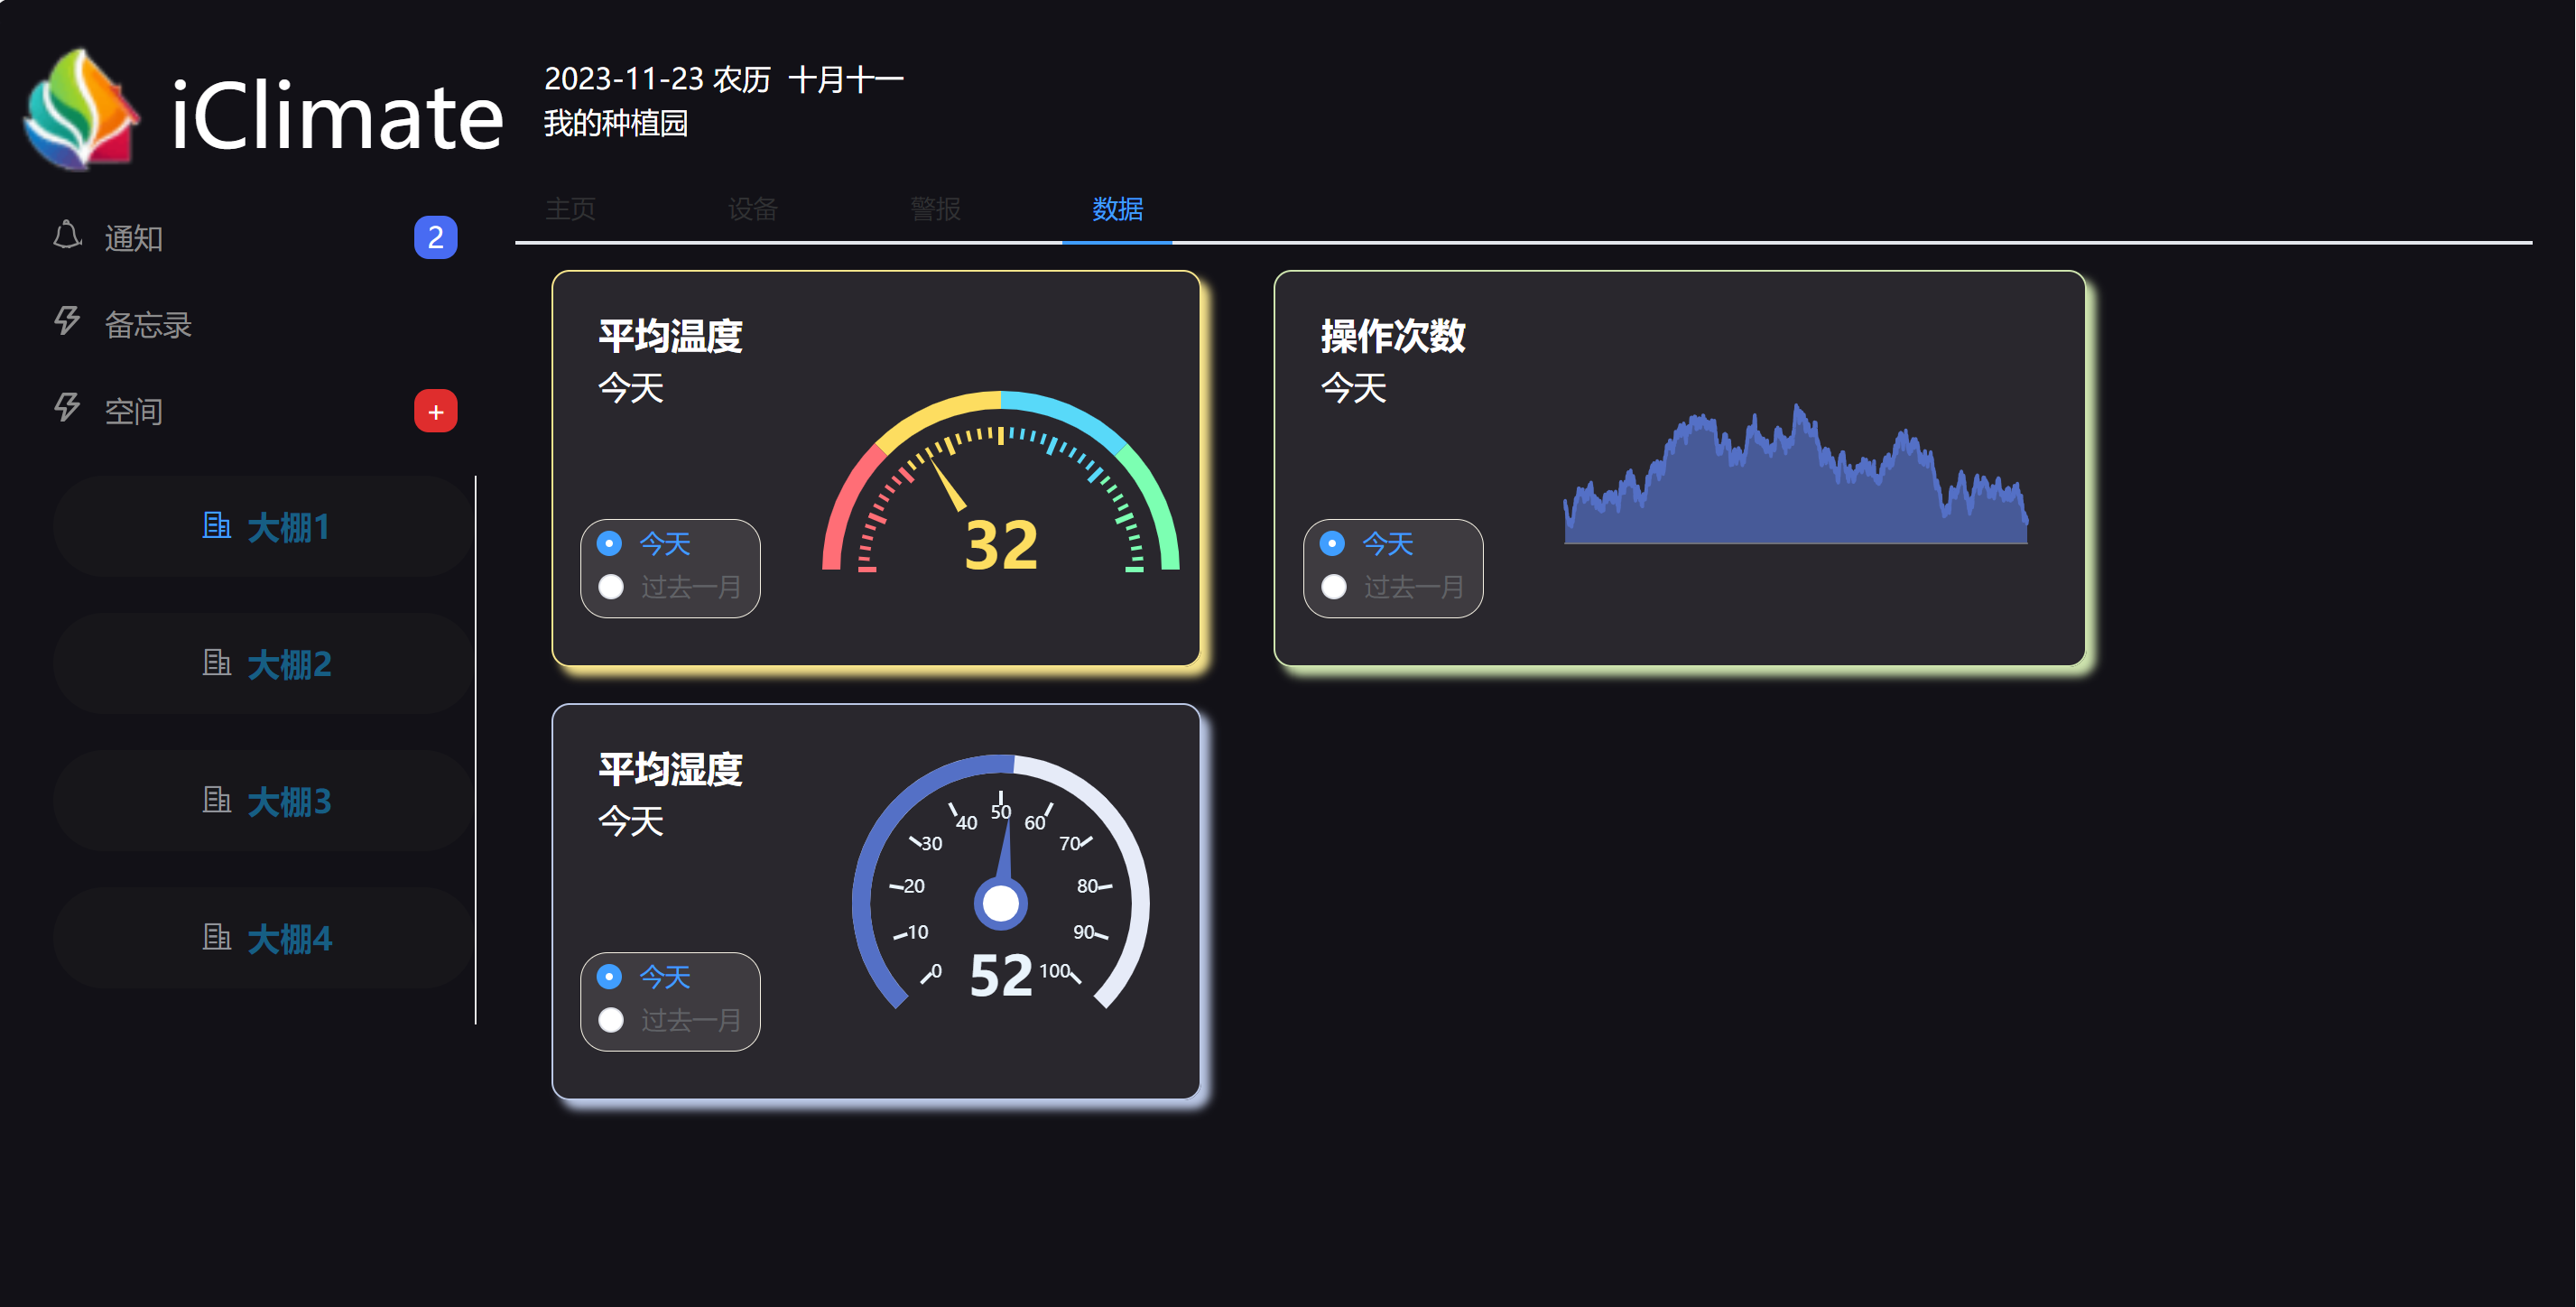 iClimate
2023-11-23 农历 十月十一
我的种植园
主页 设备 警报 数据
通知 2
备忘录
空间 +
大棚1
大棚2
大棚3
大棚4
平均温度
今天
32
今天
过去一月
操作次数
今天
今天
过去一月
平均湿度
今天
0 10 20 30 40 50 60 70 80 90 100
52
今天
过去一月